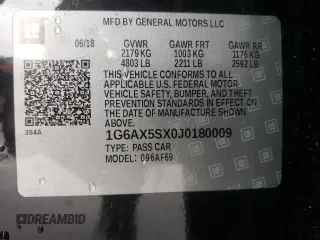 MFD BY GENERAL MOTORS LLC
06/18 GVWR GAWR FRT GAWR RR
2179 KG 1003 KG 1176 KG
4803 LB 2211 LB 2592 LB
THIS VEHICLE CONFORMS TO ALL
APPLICABLE U.S. FEDERAL MOTOR
VEHICLE SAFETY, BUMPER, AND THEFT
PREVENTION STANDARDS IN EFFECT ON
THE DATE OF MANUFACTURE SHOWN
ABOVE.
384A
1G6AX5SX0J0180009
TYPE: PASS CAR
MODEL: 096AF69
GM
DREAMBID